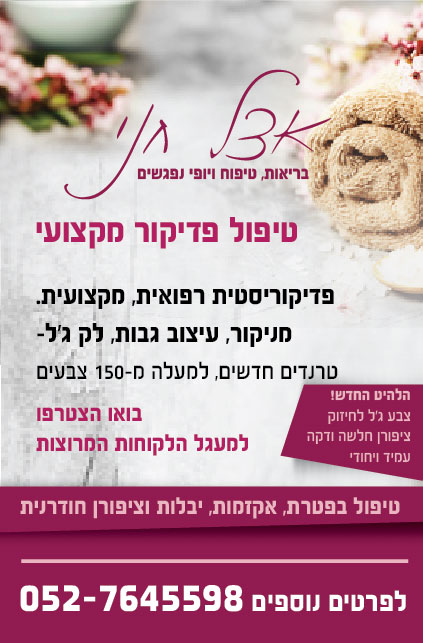 אצל חני
בריאות, טיפוח ויופי נפגשים
טיפול פדיקור מקצועי
פדיקוריסטית רפואית, מקצועית.
מניקור, עיצוב גבות, לק ג'ל-
טרנדים חדשים, למעלה מ-150 צבעים
בואו הצטרפו
למעגל הלקוחות המרוצות
הלהיט החדש!
צבע ג'ל לחיזוק
ציפורן חלשה ודקה
עמיד ויחודי
טיפול בפטרת, אקזמות, יבלות וציפורן חודרנית
לפרטים נוספים 052-7645598